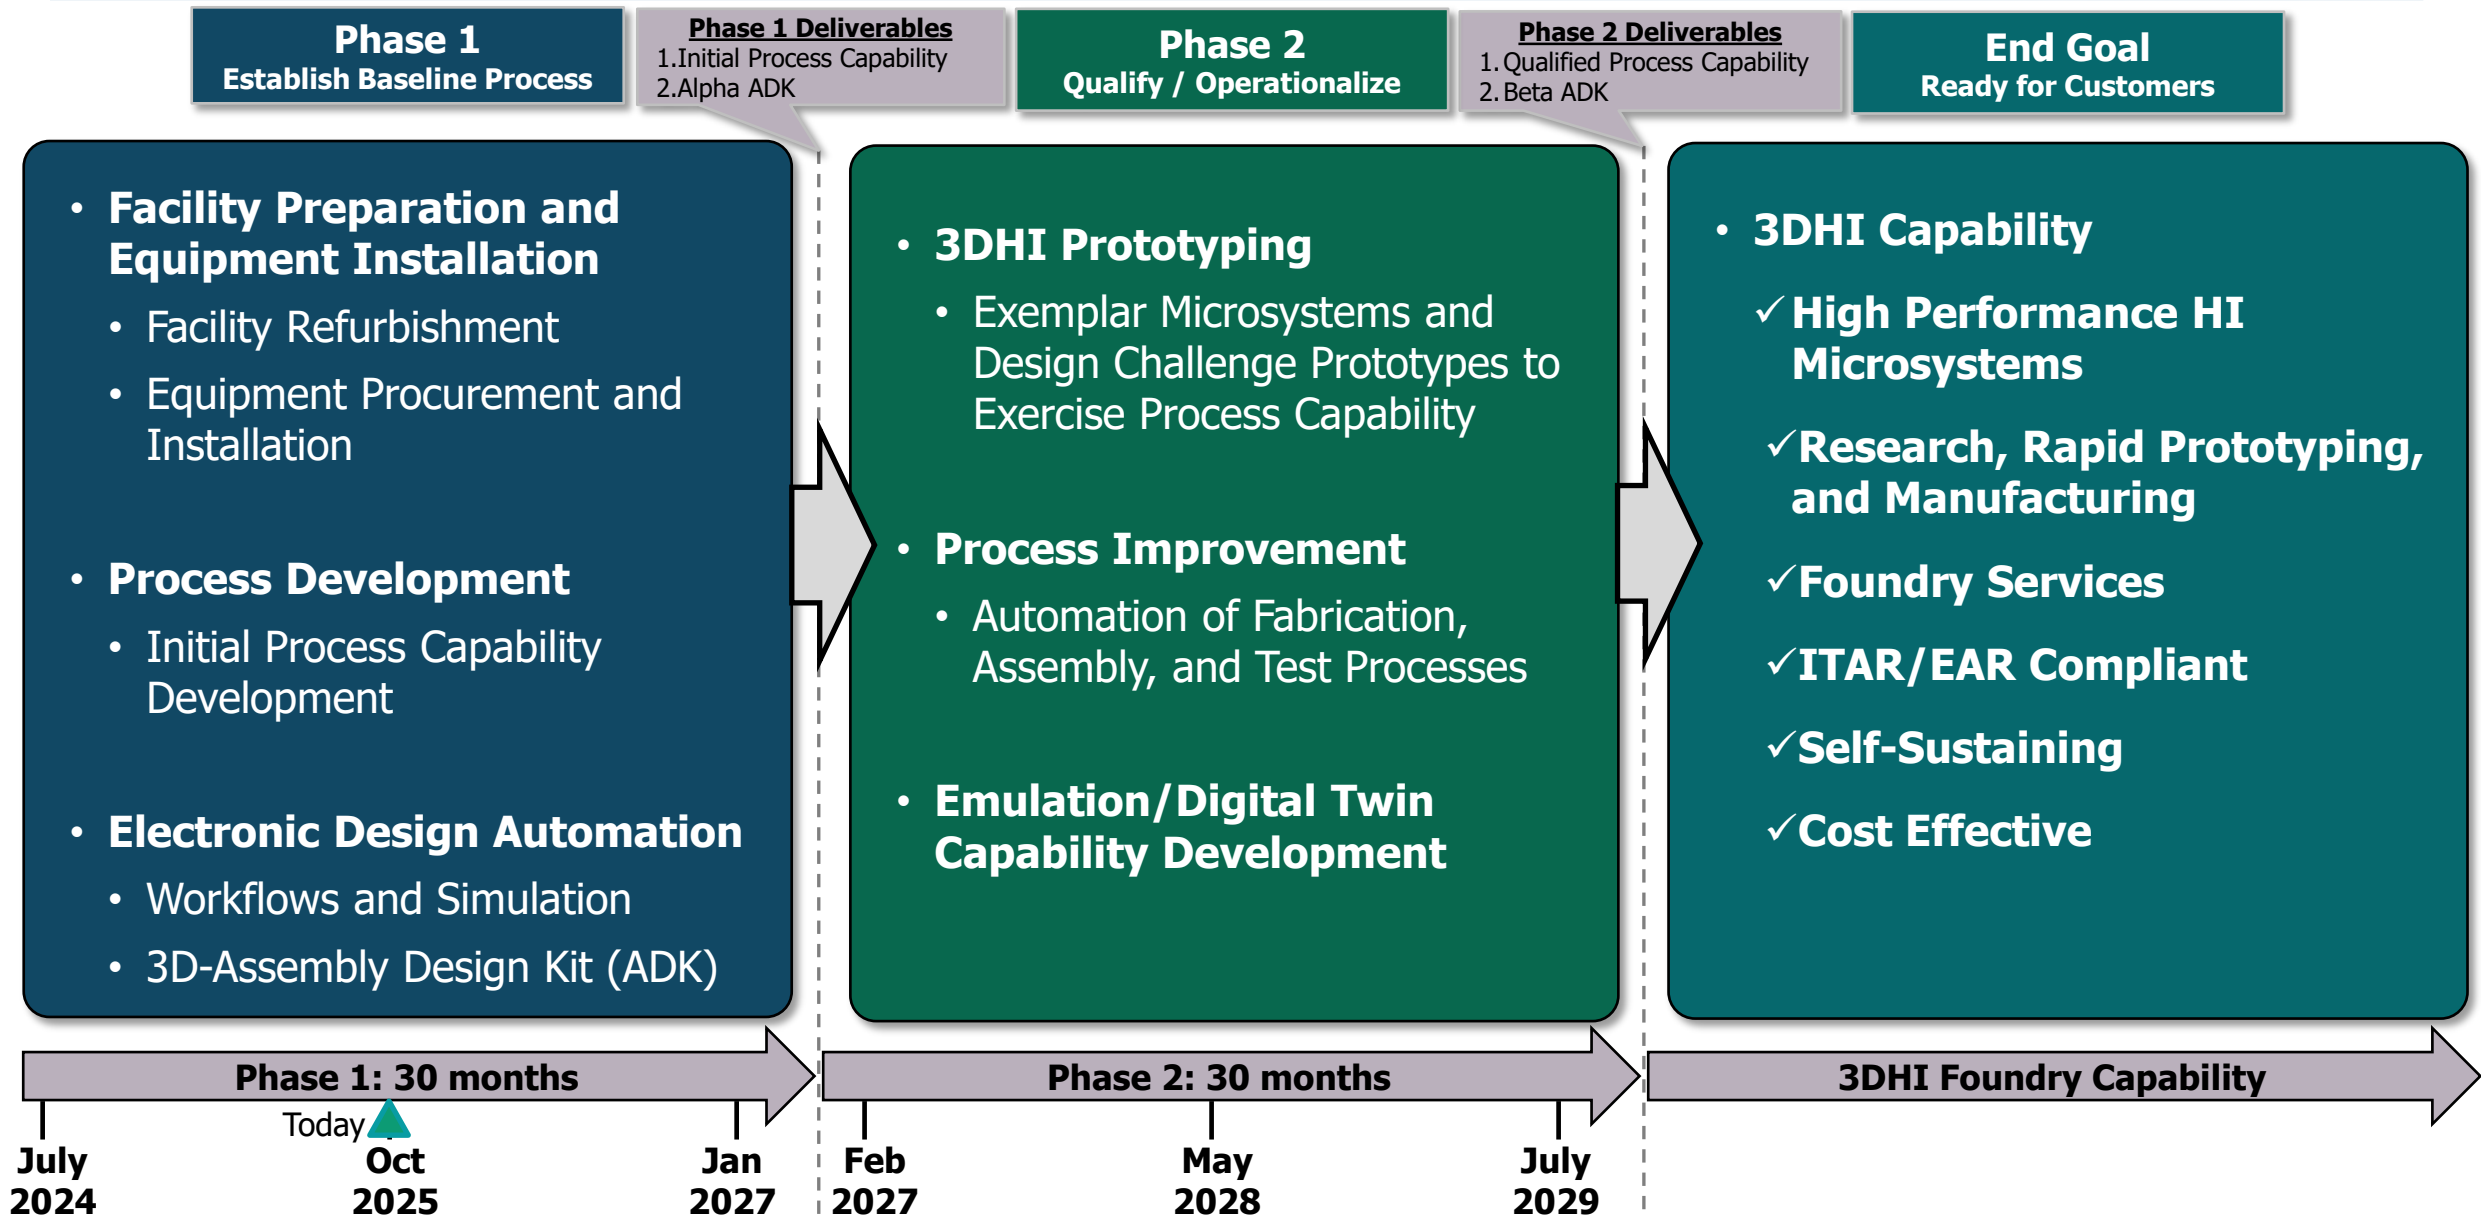 Phase 1
Establish Baseline Process
Phase 1 Deliverables
1.Initial Process Capability
2.Alpha ADK
Phase 2
Qualify / Operationalize
Phase 2 Deliverables
1.Qualified Process Capability
2.Beta ADK
End Goal
Ready for Customers
• Facility Preparation and
Equipment Installation
• Facility Refurbishment
• Equipment Procurement and
Installation
• Process Development
• Initial Process Capability
Development
• Electronic Design Automation
• Workflows and Simulation
• 3D-Assembly Design Kit (ADK)
• 3DHI Prototyping
• Exemplar Microsystems and
Design Challenge Prototypes to
Exercise Process Capability
• Process Improvement
• Automation of Fabrication,
Assembly, and Test Processes
• Emulation/Digital Twin
Capability Development
• 3DHI Capability
✓High Performance HI
Microsystems
✓Research, Rapid Prototyping,
and Manufacturing
✓Foundry Services
✓ITAR/EAR Compliant
✓Self-Sustaining
✓Cost Effective
Phase 1: 30 months
Phase 2: 30 months
3DHI Foundry Capability
Today
July
2024
Oct
2025
Jan
2027
Feb
2027
May
2028
July
2029